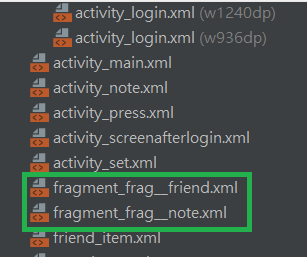 activity_login.xml (w1240dp)
activity_login.xml (w936dp)
activity_main.xml
activity_note.xml
activity_press.xml
activity_screenafterlogin.xml
activity_set.xml
fragment_frag__friend.xml
fragment_frag__note.xml
friend_item.xml